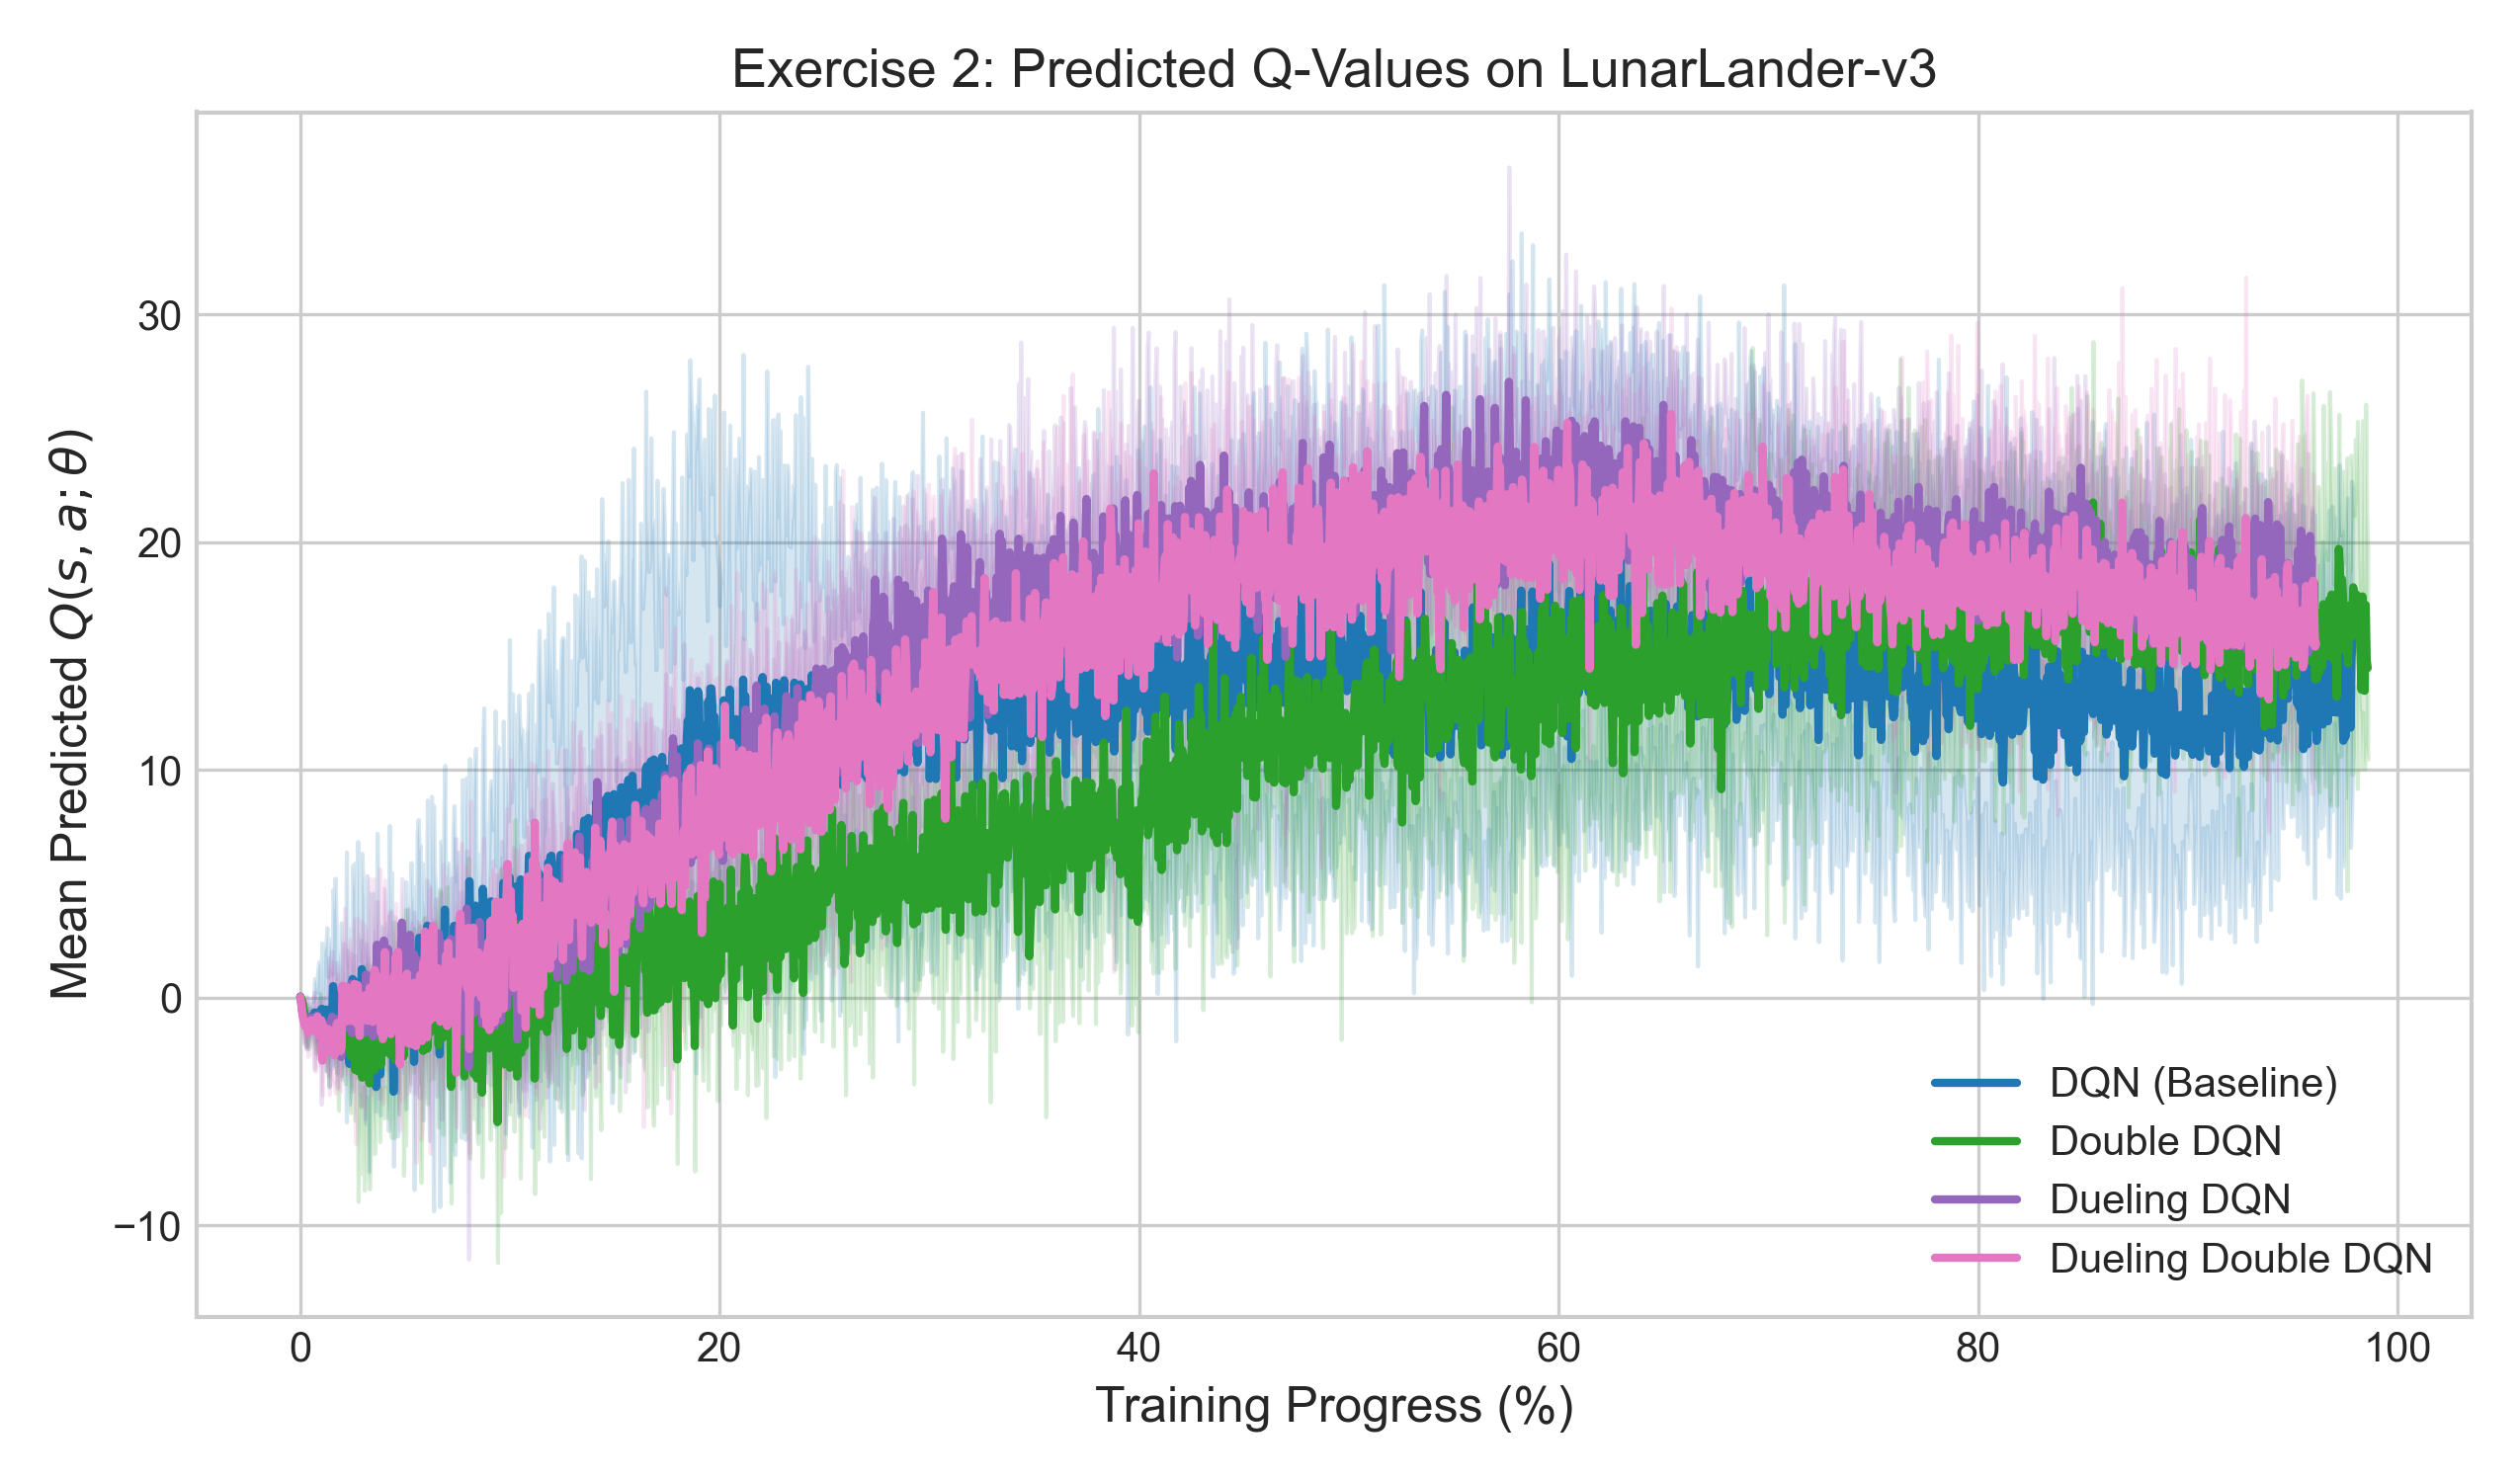 Exercise 2: Predicted Q-Values on LunarLander-v3
Mean Predicted Q(s, a; θ)
30
20
10
0
−10
0
20
40
60
80
100
Training Progress (%)
DQN (Baseline)
Double DQN
Dueling DQN
Dueling Double DQN